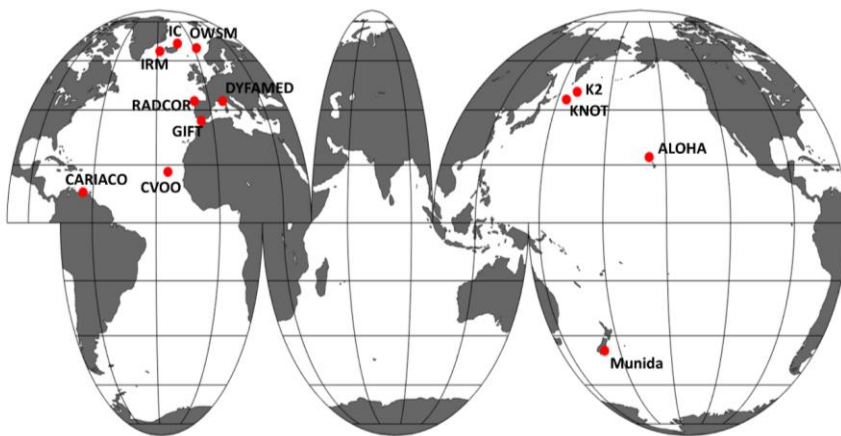 IC
OWSM
IRM
DYFAMED
RADCOR
GIFT
K2
KNOT
ALOHA
CARIACO
CVOO
Munida